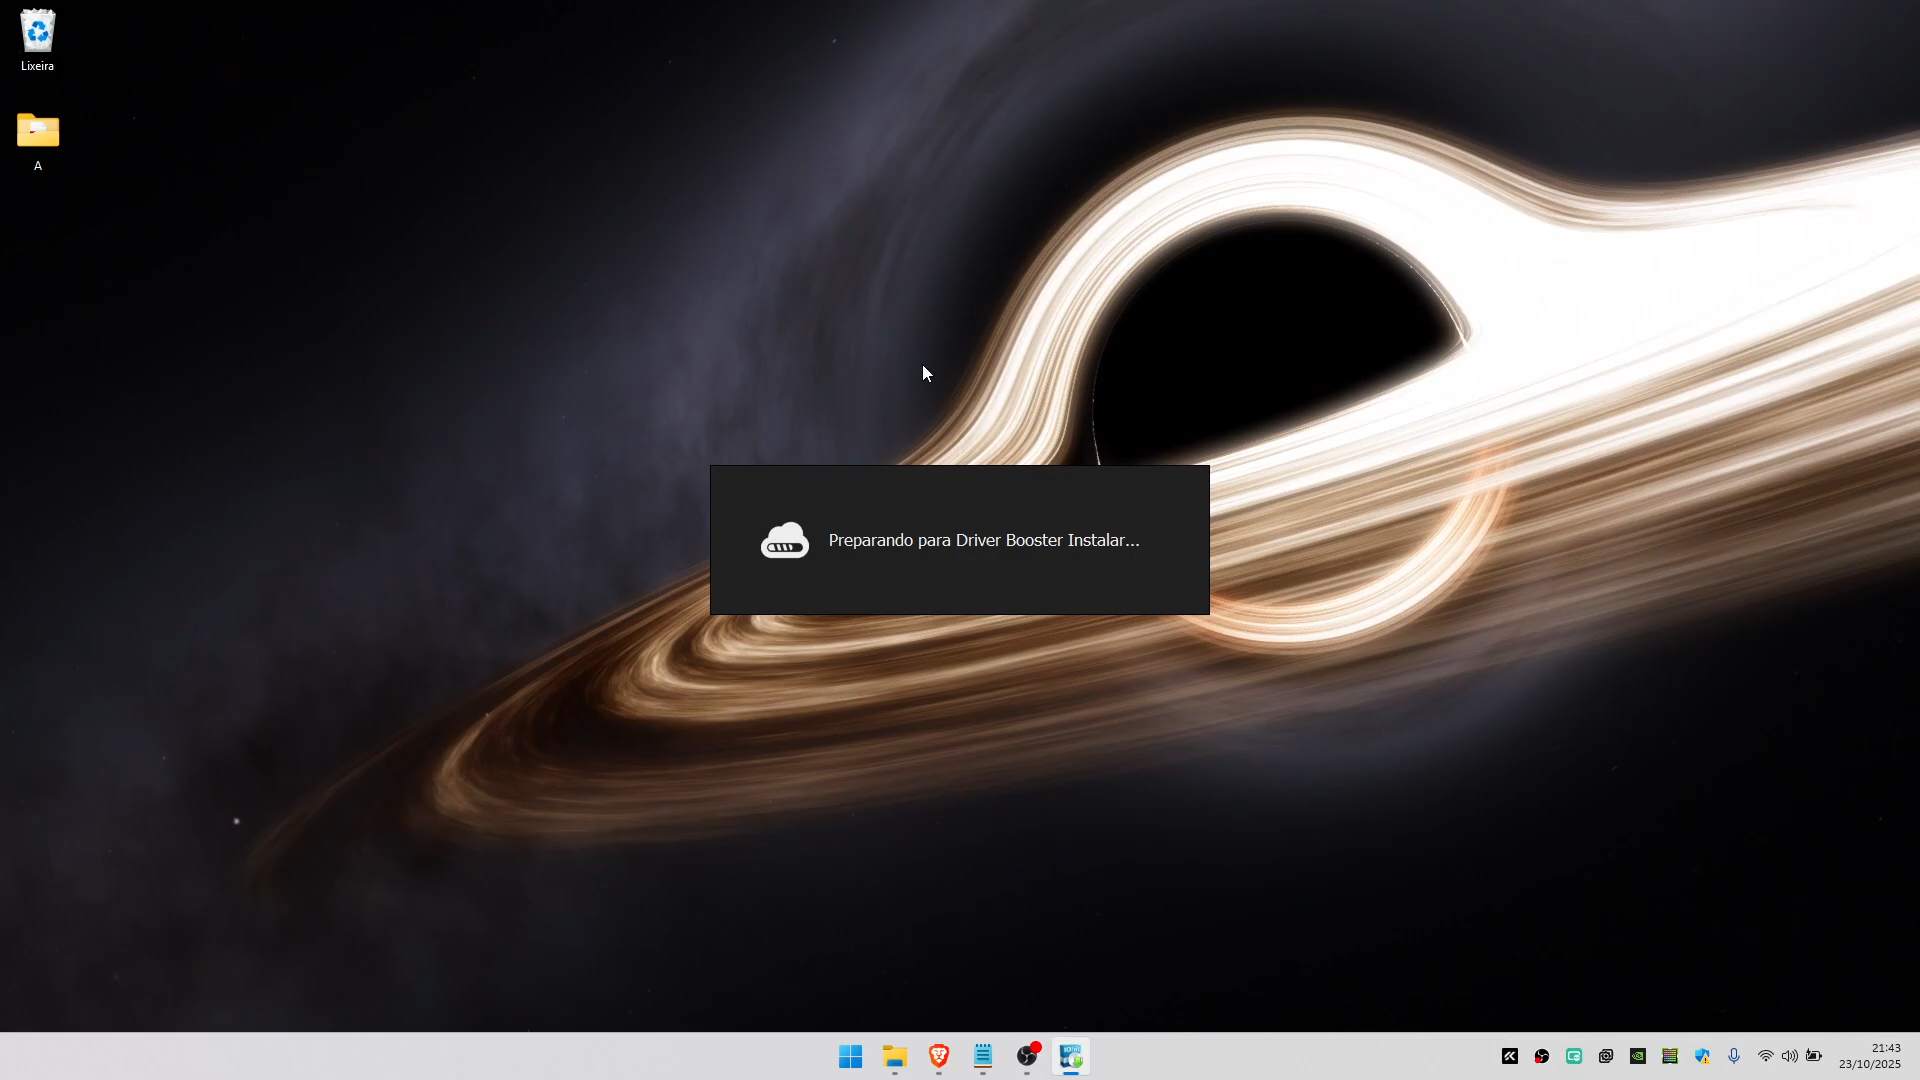 Lixeira
A
Preparando para Driver Booster Instalar...
21:43
23/10/2025